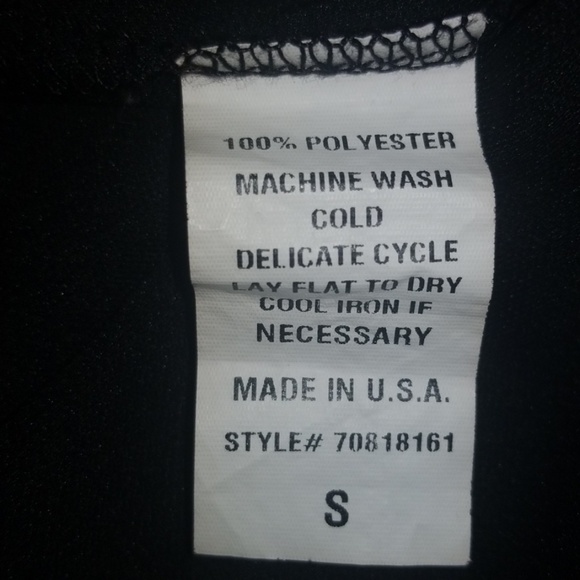 100% POLYESTER
MACHINE WASH
COLD
DELICATE CYCLE
LAY FLAT TO DRY
COOL IRON IF
NECESSARY
MADE IN U.S.A.
STYLE# 70818161
S